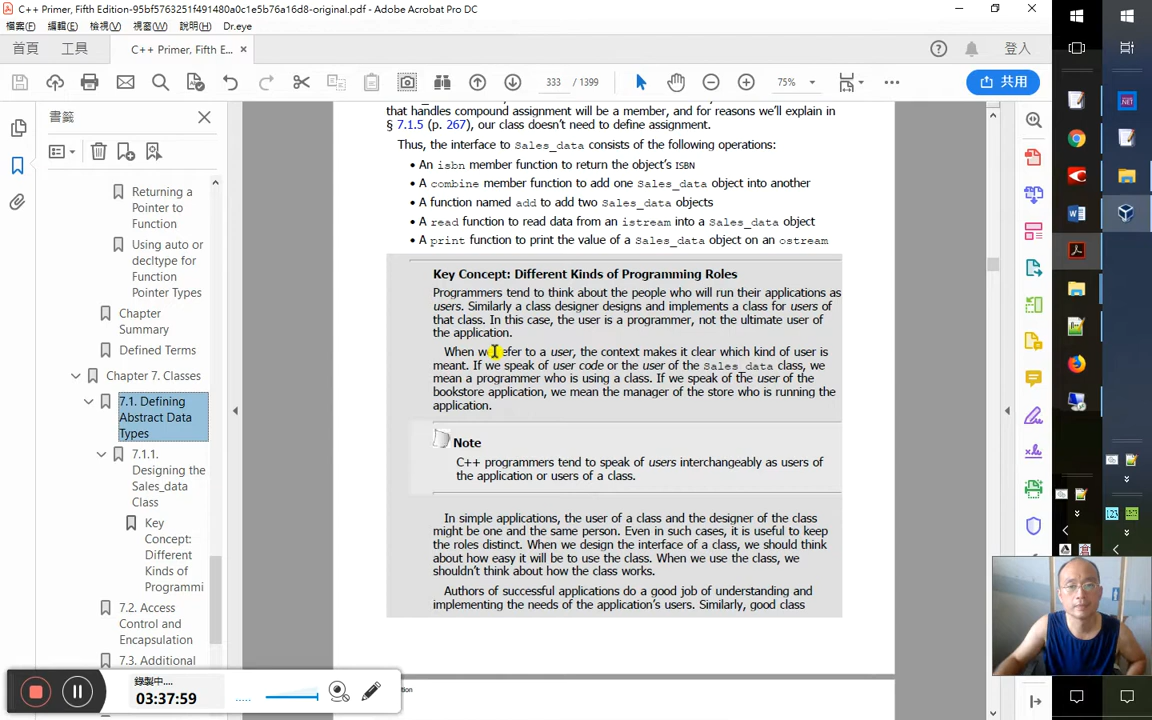 C++ Primer, Fifth Edition-95bf5763251f491480a0c1e5b76a16d8-original.pdf - Adobe Acrobat Pro DC
檔案(F) 編輯(E) 檢視(V) 視窗(W) 說明(H) Dr.eye
首頁 工具 C++ Primer, Fifth E... × 登入
333 / 1399 75% 共用
書籤
Returning a
Pointer to
Function
Using auto or
decltype for
Function
Pointer Types
Chapter
Summary
Defined Terms
Chapter 7. Classes
7.1. Defining
Abstract Data
Types
7.1.1.
Designing the
Sales_data
Class
Key
Concept:
Different
Kinds of
Programmi
7.2. Access
Control and
Encapsulation
7.3. Additional
that handles compound assignment will be a member, and for reasons we'll explain in
§ 7.1.5 (p. 267), our class doesn't need to define assignment.
Thus, the interface to Sales_data consists of the following operations:
• An isbn member function to return the object's ISBN
• A combine member function to add one Sales_data object into another
• A function named add to add two Sales_data objects
• A read function to read data from an istream into a Sales_data object
• A print function to print the value of a Sales_data object on an ostream
Key Concept: Different Kinds of Programming Roles
Programmers tend to think about the people who will run their applications as
users. Similarly a class designer designs and implements a class for users of
that class. In this case, the user is a programmer, not the ultimate user of
the application.
When we refer to a user, the context makes it clear which kind of user is
meant. If we speak of user code or the user of the Sales_data class, we
mean a programmer who is using a class. If we speak of the user of the
bookstore application, we mean the manager of the store who is running the
application.
Note
C++ programmers tend to speak of users interchangeably as users of
the application or users of a class.
In simple applications, the user of a class and the designer of the class
might be one and the same person. Even in such cases, it is useful to keep
the roles distinct. When we design the interface of a class, we should think
about how easy it will be to use the class. When we use the class, we
shouldn't think about how the class works.
Authors of successful applications do a good job of understanding and
implementing the needs of the application's users. Similarly, good class
錄製中...
03:37:59